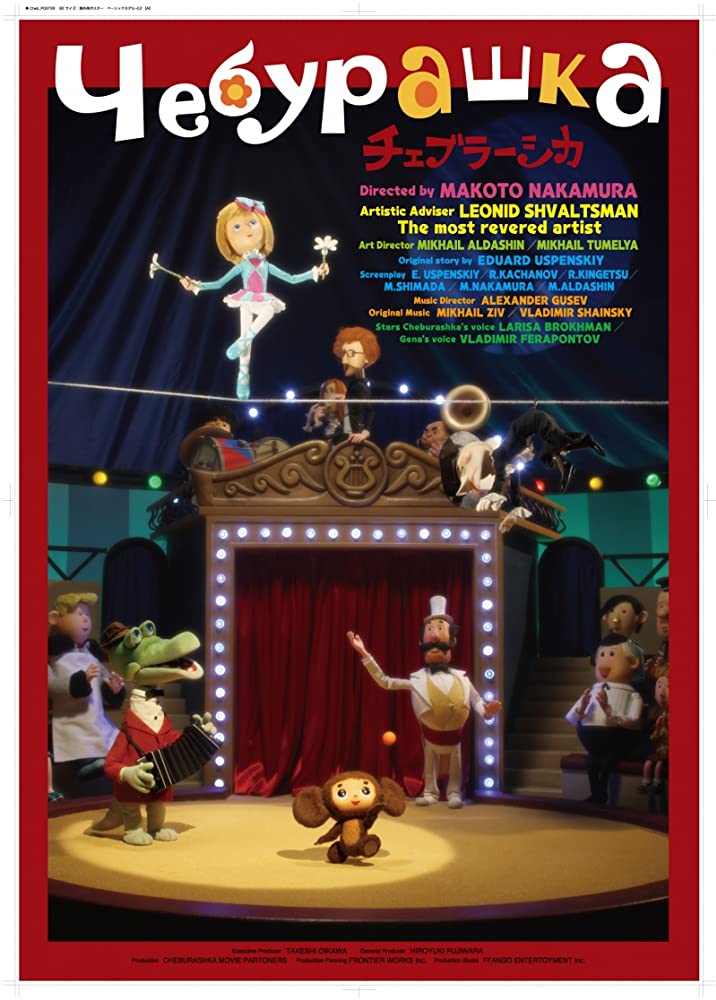 Чебурашка
チェブラーシカ
Directed by MAKOTO NAKAMURA
Artistic Adviser LEONID SHVALTSMAN
The most revered artist
Art Director MIKHAIL ALDASHIN / MIKHAIL TUMELYA
Original story by EDUARD USPENSKIY
Screenplay E. USPENSKIY / R.KACHANOV / R.KINGETSU /
M.SHIMADA / M.NAKAMURA / M.ALDASHIN
Music Director ALEXANDER GUSEV
Original Music MIKHAIL ZIV / VLADIMIR SHAINSKY
Stars Cheburashka's voice LARISA BROKHMAN /
Gena's voice VLADIMIR FERAPONTOV
Executive Producer TAKESHI OIKAWA General Producer HIROYUKI FUJIWARA
Production CHEBURASHKA MOVIE PARTONERS Production Planning FRONTIER WORKS Inc. Production Studio FFANGO ENTERTOYMENT Inc.